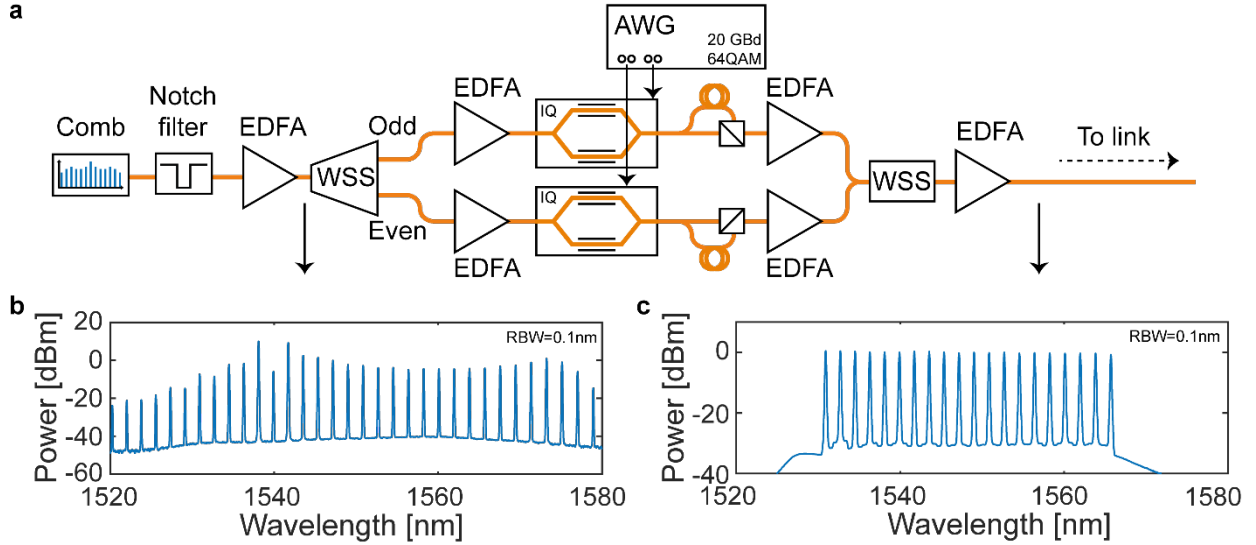 a
AWG
20 GBd
64QAM
Comb
Notch
filter
EDFA
WSS
Odd
Even
EDFA
EDFA
IQ
IQ
EDFA
EDFA
WSS
EDFA
To link
b
Power [dBm]
20
0
-20
-40
-60
RBW=0.1nm
1520
1540
1560
1580
Wavelength [nm]
c
Power [dBm]
0
-20
-40
RBW=0.1nm
1520
1540
1560
1580
Wavelength [nm]